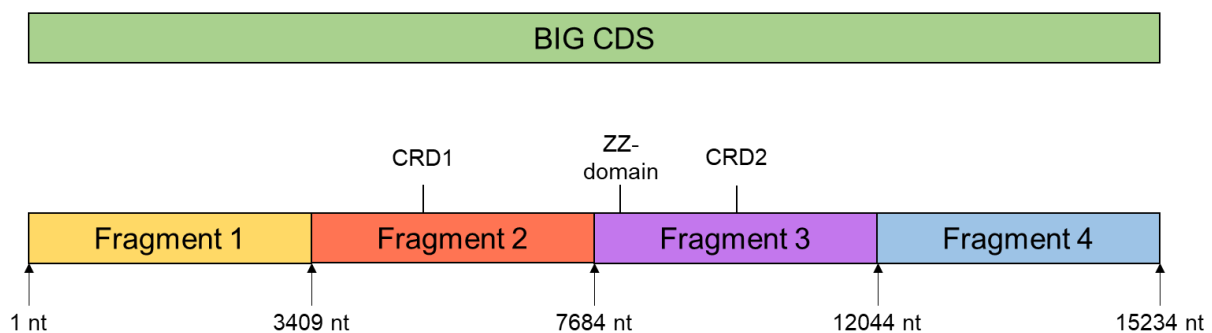 BIG CDS
CRD1
ZZ-
domain
CRD2
Fragment 1
Fragment 2
Fragment 3
Fragment 4
1 nt
3409 nt
7684 nt
12044 nt
15234 nt